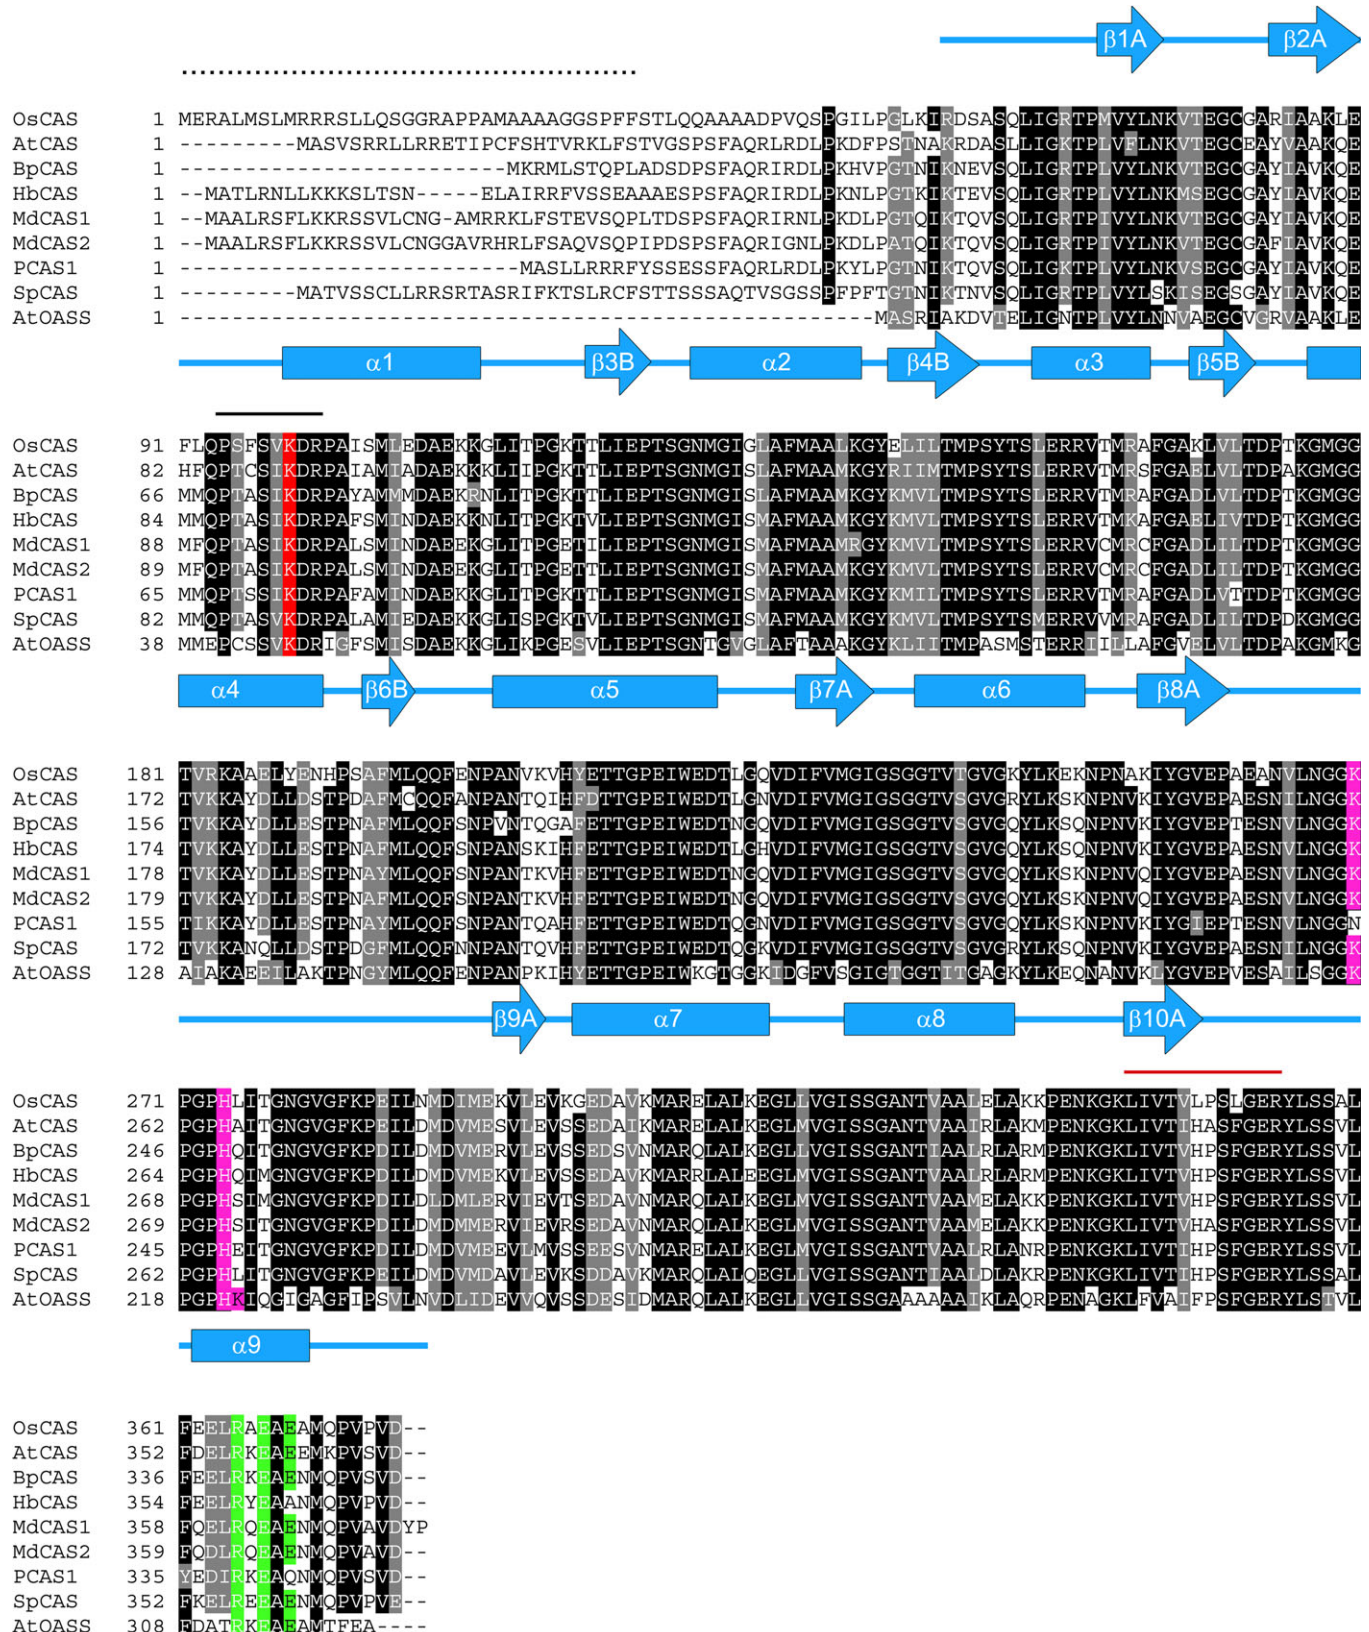 β1A β2A
OsCAS 1 MERALMSLMRRRSLLQSGGRAPPAMAAAAGGSPFFSTLQQAAAADPVQSPGILPGLKIRDSASQLIGRTPMVYLNKVTEGCGARIAAKLE
AtCAS 1 ---------MASVSRRLLRRETIPCFSHTVRKLFSTVGSPSFAQRLRDLPKDFPSTNAKRDASLLIGKTPLVFLNKVTEGCEAYVAAKQE
BpCAS 1 -------------------------MKRMLSTQPLADSDPSFAQRIRDLPKHVPGTNIKNEVSQLIGRTPLVYLNKVTEGCGAYIAVKQE
HbCAS 1 --MATLRNLLKKKSLTSN-----ELAIRRFVSSEAAAESPSFAQRIRDLPKNLPGTKIKTEVSQLIGKTPLVYLNKMSEGCGAYIAVKQE
MdCAS1 1 --MAALRSFLKKRSSVLCNG-AMRRKLFSTEVSQPLTDSPSFAQRIRNLPKDLPGTQIKTQVSQLIGRTPIVYLNKVTEGCGAYIAVKQE
MdCAS2 1 --MAALRSFLKKRSSVLCNGGAVRHRLFSAQVSQPIPDSPSFAQRIGNLPKDLPATQIKTQVSQLIGRTPIVYLNKVTEGCGAFIAVKQE
PCAS1 1 --------------------------MASLLRRRFYSSESSFAQRLRDLPKYLPGTNIKTQVSQLIGKTPLVYLNKVSEGCGAYIAVKQE
SpCAS 1 ---------MATVSSCLLRRSRTASRIFKTSLRCFSTTSSSAQTVSGSSPFPFTGTNIKTNVSQLIGRTPLVYLSKISEGSGAYIAVKQE
AtOASS 1 -----------------------------------------------------MASRIAKDVTELIGNTPLVYLNNVAEGCVGRVAAKLE
α1 β3B α2 β4B α3 β5B
OsCAS 91 FLQPSFSVKDRPAISMLEDAEKKGLITPGKTTLIEPTSGNMGIGLAFMAALKGYELILTMPSYTSLERRVTMRAFGAKLVLTDPTKGMGG
AtCAS 82 HFQPTCSIKDRPAIAMIADAEKKKLIIPGKTTLIEPTSGNMGISLAFMAAMKGYRIIMTMPSYTSLERRVTMRSFGAELVLTDPAKGMGG
BpCAS 66 MMQPTASIKDRPAYAMMMDAEKRNLITPGKTTLIEPTSGNMGISLAFMAAMKGYKMVLTMPSYTSLERRVTMRAFGADLVLTDPTKGMGG
HbCAS 84 MMQPTASIKDRPAFSMINDAEKKNLITPGKTVLIEPTSGNMGISMAFMAAMKGYKMVLTMPSYTSLERRVTMKAFGAELIVTDPTKGMGG
MdCAS1 88 MFQPTASIKDRPALSMINDAEEKGLITPGETILIEPTSGNMGISMAFMAAMRGYKMVLTMPSYTSLERRVCMRCFGADLILTDPTKGMGG
MdCAS2 89 MFQPTASIKDRPALSMINDAEEKGLITPGETTLIEPTSGNMGISMAFMAAMKGYKMVLTMPSYTSLERRVCMRCFGADLILTDPTKGMGG
PCAS1 65 MMQPTSSIKDRPAFAMINDAEKKGLITPGKTTLIEPTSGNMGISMAFMAAMKGYKMILTMPSYTSLERRVTMRAFGADLVTTDPTKGMGG
SpCAS 82 MMQPTASVKDRPALAMIEDAEKKGLISPGKTVLIEPTSGNMGISMAFMAAMKGYKMILTMPSYTSMERRVVMRAFGADLILTDPDKGMGG
AtOASS 38 MMEPCSSVKDRIGFSMISDAEKKGLIKPGESVLIEPTSGNTGVGLAFTAAAKGYKLIITMPASMSTERRIILLAFGVELVLTDPAKGMKG
α4 β6B α5 β7A α6 β8A
OsCAS 181 TVRKAAELYENHPSAFMLQQFENPANVKVHYETTGPEIWEDTLGQVDIFVMGIGSGGTVTGVGKYLKEKNPNAKIYGVEPAEANVLNGGK
AtCAS 172 TVKKAYDLLDSTPDAFMCQQFANPANTQIHFDTTGPEIWEDTLGNVDIFVMGIGSGGTVSGVGRYLKSKNPNVKIYGVEPAESNILNGGK
BpCAS 156 TVKKAYDLLESTPNAFMLQQFSNPVNTQGAFETTGPEIWEDTNGQVDIFVMGIGSGGTVSGVGQYLKSQNPNVKIYGVEPTESNVLNGGK
HbCAS 174 TVKKAYDLLESTPNAFMLQQFSNPANSKIHFETTGPEIWEDTLGHVDIFVMGIGSGGTVSGVGQYLKSQNPNVKIYGVEPAESNVLNGGK
MdCAS1 178 TVKKAYDLLESTPNAYMLQQFSNPANTKVHFETTGPEIWEDTNGQVDIFVMGIGSGGTVSGVGQYLKSKNPNVQIYGVEPAESNVLNGGK
MdCAS2 179 TVKKAYDLLESTPNAFMLQQFSNPANTKVHFETTGPEIWEDTNGQVDIFVMGIGSGGTVSGVGQYLKSKNPNVQIYGVEPAESNVLNGGK
PCAS1 155 TIKKAYDLLESTPNAYMLQQFSNPANTQAHFETTGPEIWEDTQGNVDIFVMGIGSGGTVSGVGQYLKSKNPNVKIYGIEPTESNVLNGGN
SpCAS 172 TVKKANQLLDSTPDGFMLQQFNNPANTQVHFETTGPEIWEDTQGKVDIFVMGIGSGGTVSGVGRYLKSQNPNVKIYGVEPAESNILNGGK
AtOASS 128 AIAKAEEILAKTPNGYMLQQFENPANPKIHYETTGPEIWKGTGGKIDGFVSGIGTGGTITGAGKYLKEQNANVKLYGVEPVESAILSGGK
β9A α7 α8 β10A
OsCAS 271 PGPHLITGNGVGFKPEILNMDIMEKVLEVKGEDAVKMARELALKEGLLVGISSGANTVAALELAKKPENKGKLIVTVLPSLGERYLSSAL
AtCAS 262 PGPHAITGNGVGFKPEILDMDVMESVLEVSSEDAIKMARELALKEGLMVGISSGANTVAAIRLAKMPENKGKLIVTIHASFGERYLSSVL
BpCAS 246 PGPHQITGNGVGFKPDILDMDVMERVLEVSSEDSVNMARQLALKEGLMVGISSGANTIAALRLARMPENKGKLIVTVHPSFGERYLSSVL
HbCAS 264 PGPHQIMGNGVGFKPDILDMDVMERVLEVSSEDAVKMARRLALEEGLMVGISSGANTVAALRLARMPENKGKLIVTVHPSFGERYLSSVL
MdCAS1 268 PGPHSIMGNGVGFKPDILDLDMLERVIEVTSEDAVNMARQLALKEGLMVGISSGANTVAAMELAKKPENKGKLIVTVHPSFGERYLSSVL
MdCAS2 269 PGPHSITGNGVGFKPDILDMDMMERVIEVRSEDAVNMARQLALKEGLMVGISSGANTVAAMELAKKPENKGKLIVTVHASFGERYLSSVL
PCAS1 245 PGPHEITGNGVGFKPDILDMDVMEEVLMVSSEESVNMARELALKEGLMVGISSGANTVAALRLANRPENKGKLIVTIHPSFGERYLSSVL
SpCAS 262 PGPHLITGNGVGFKPEILDMDVMDAVLEVKSDDAVKMARQLALQEGLLVGISSGANTIAALDLAKRPENKGKLIVTIHPSFGERYLSSAL
AtOASS 218 PGPHKIQGIGAGFIPSVLNVDLIDEVVQVSSDESIDMARQLALKEGLLVGISSGAAAAAAIKLAQRPENAGKLFVAIFPSFGERYLSTVL
α9
OsCAS 361 FEELRAEAEAMQPVPVD--
AtCAS 352 FDELRKEAEEMKPVSVD--
BpCAS 336 FEELRKEAENMQPVSVD--
HbCAS 354 FEELRYEAANMQPVPVD--
MdCAS1 358 FQELRQEAENMQPVAVDYP
MdCAS2 359 FQDLRQEAENMQPVAVD--
PCAS1 335 YEDIRKEAQNMQPVSVD--
SpCAS 352 FKELREEAENMQPVPVE--
AtOASS 308 FDATRKEAEAMTFEA----